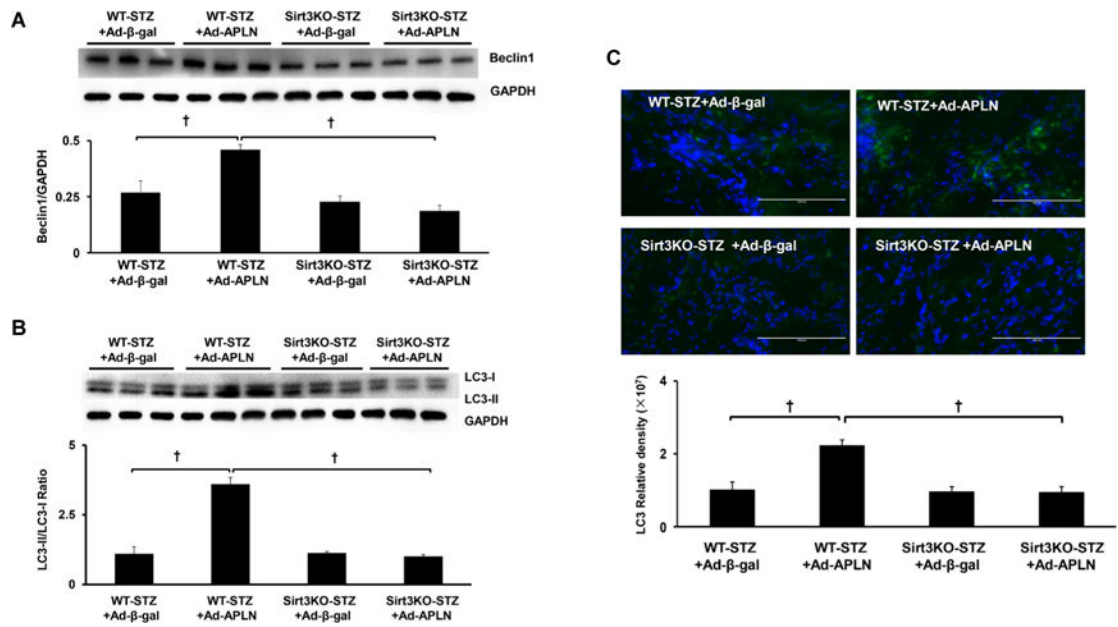 A
WT-STZ WT-STZ Sirt3KO-STZ Sirt3KO-STZ
+Ad-β-gal +Ad-APLN +Ad-β-gal +Ad-APLN
Beclin1
GAPDH
† †
0.5
0.25
0
Beclin1/GAPDH
WT-STZ WT-STZ Sirt3KO-STZ Sirt3KO-STZ
+Ad-β-gal +Ad-APLN +Ad-β-gal +Ad-APLN
B
WT-STZ WT-STZ Sirt3KO-STZ Sirt3KO-STZ
+Ad-β-gal +Ad-APLN +Ad-β-gal +Ad-APLN
LC3-I
LC3-II
GAPDH
† †
5
2.5
0
LC3-II/LC3-I Ratio
WT-STZ WT-STZ Sirt3KO-STZ Sirt3KO-STZ
+Ad-β-gal +Ad-APLN +Ad-β-gal +Ad-APLN
C
WT-STZ+Ad-β-gal WT-STZ+Ad-APLN
Sirt3KO-STZ +Ad-β-gal Sirt3KO-STZ +Ad-APLN
† †
4
2
0
LC3 Relative density (×10⁷)
WT-STZ WT-STZ Sirt3KO-STZ Sirt3KO-STZ
+Ad-β-gal +Ad-APLN +Ad-β-gal +Ad-APLN